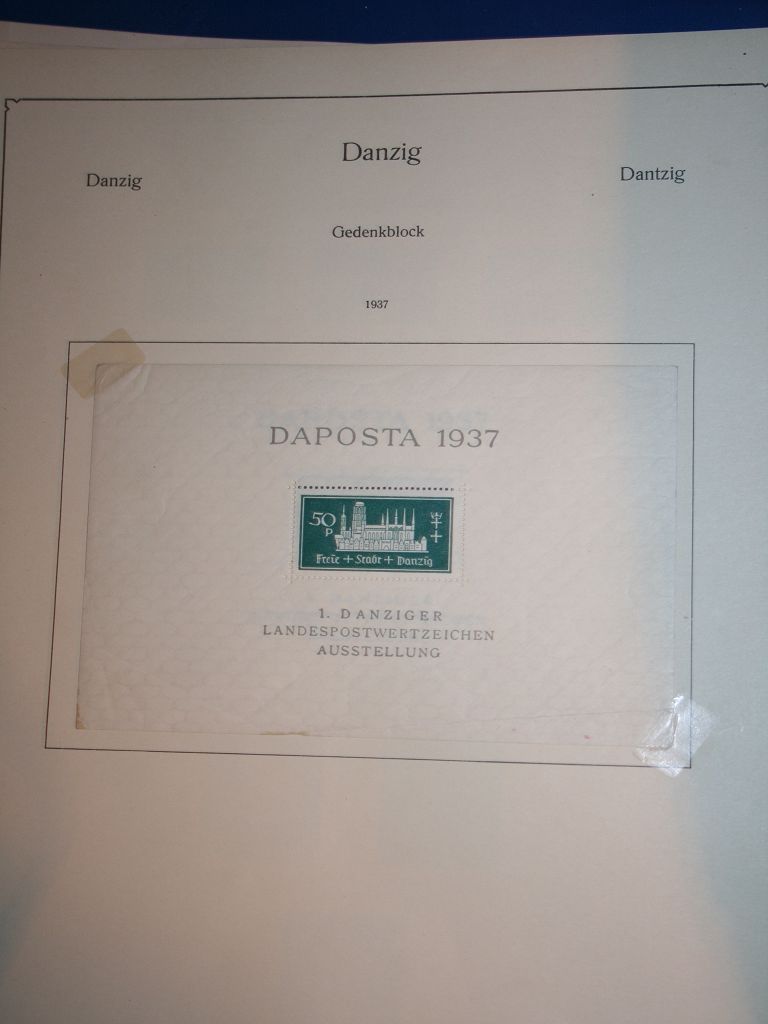 Danzig
Danzig
Dantzig
Gedenkblock
1937
DAPOSTA 1937
50
P
Freie + Stadt + Danzig
1. DANZIGER
LANDESPOSTWERTZEICHEN
AUSSTELLUNG